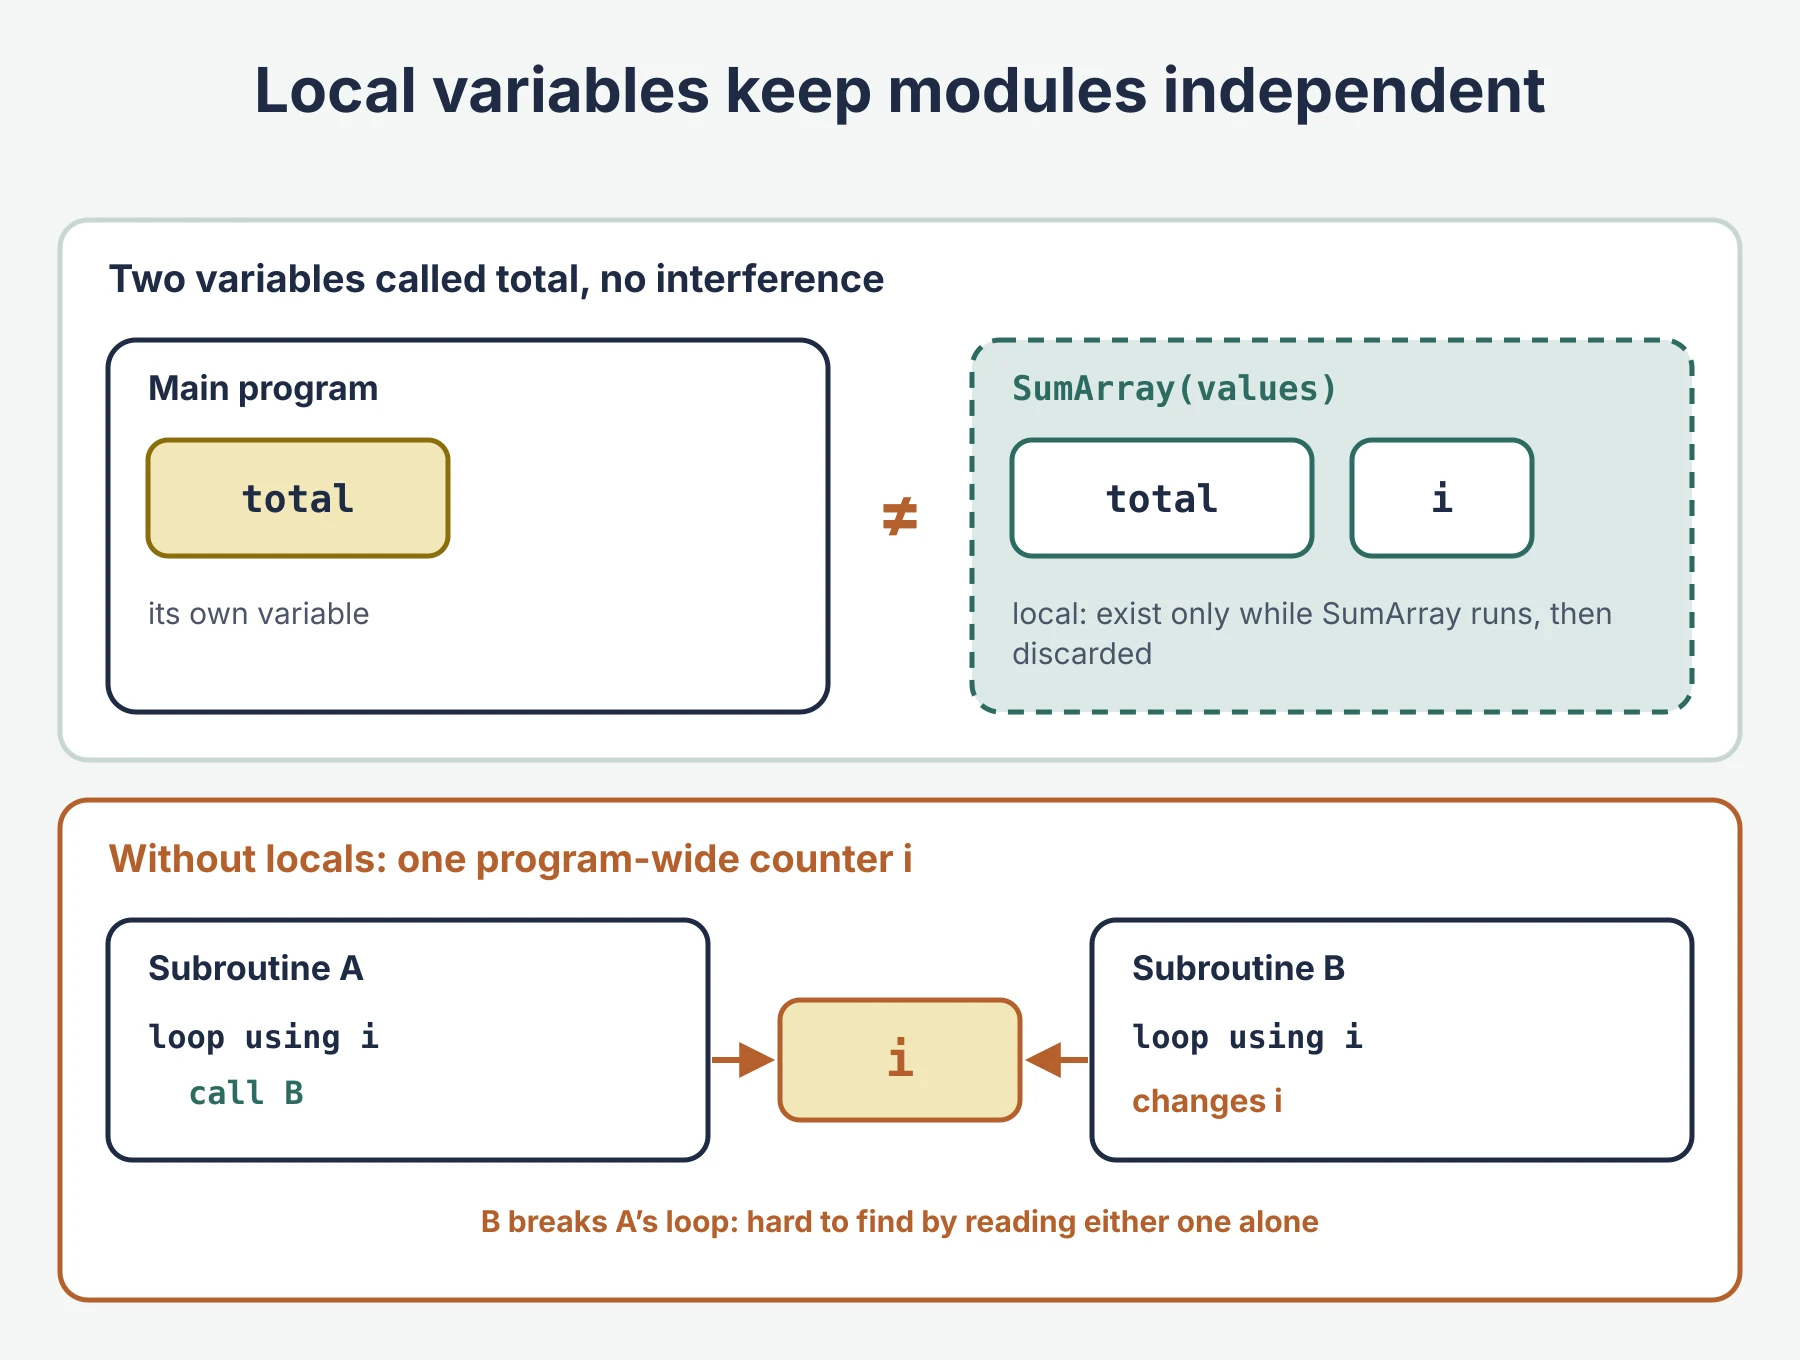 Local variables keep modules independent
Two variables called total, no interference
Main program
total
its own variable
≠
SumArray(values)
total
i
local: exist only while SumArray runs, then
discarded
Without locals: one program-wide counter i
Subroutine A
loop using i
call B
i
Subroutine B
loop using i
changes i
B breaks A’s loop: hard to find by reading either one alone